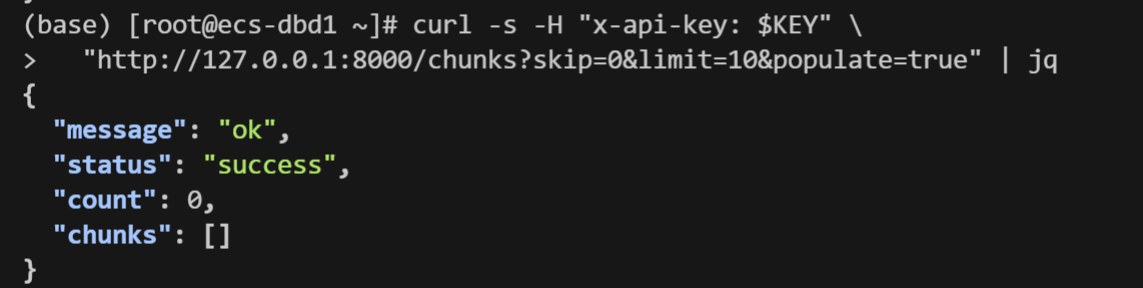 (base) [root@ecs-dbd1 ~]# curl -s -H "x-api-key: $KEY" \
>   "http://127.0.0.1:8000/chunks?skip=0&limit=10&populate=true" | jq
{
  "message": "ok",
  "status": "success",
  "count": 0,
  "chunks": []
}